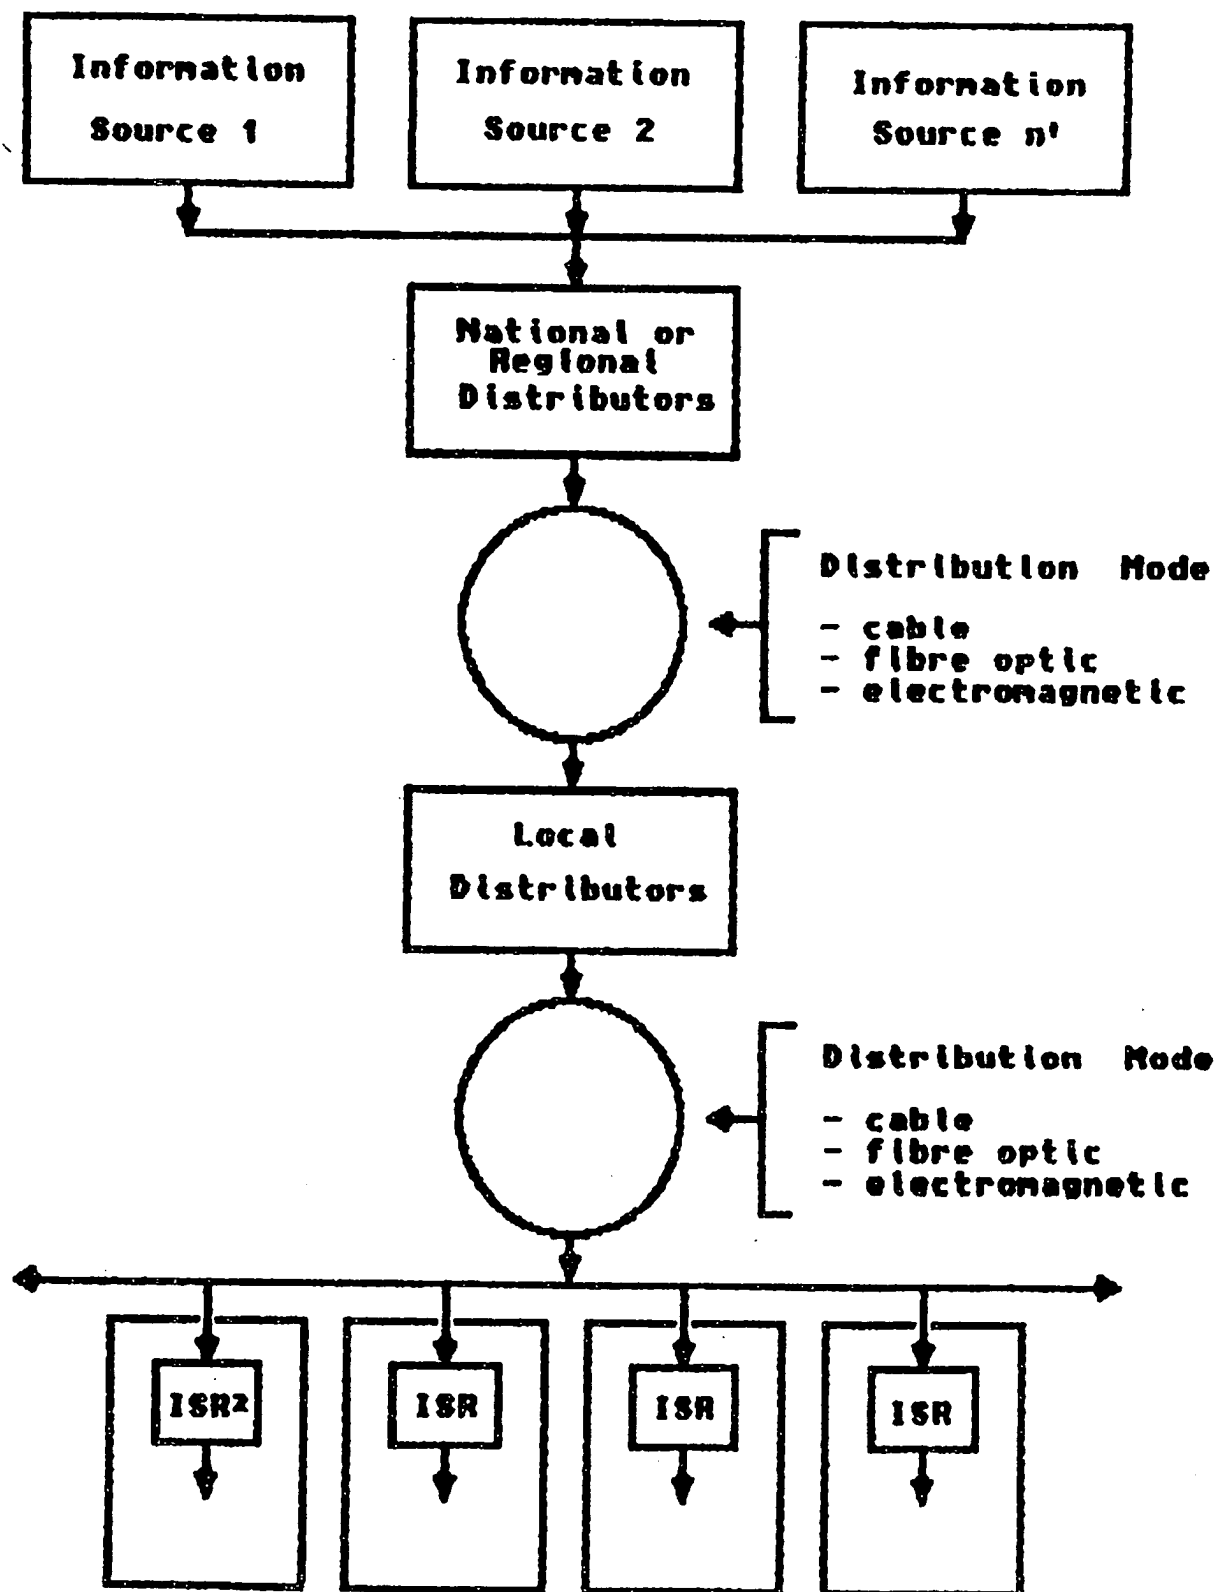 Information
Source 1
Information
Source 2
Information
Source n'
National or
Regional
Distributors
Distribution Mode
- cable
- fibre optic
- electromagnetic
Local
Distributors
Distribution Mode
- cable
- fibre optic
- electromagnetic
ISR²
ISR
ISR
ISR